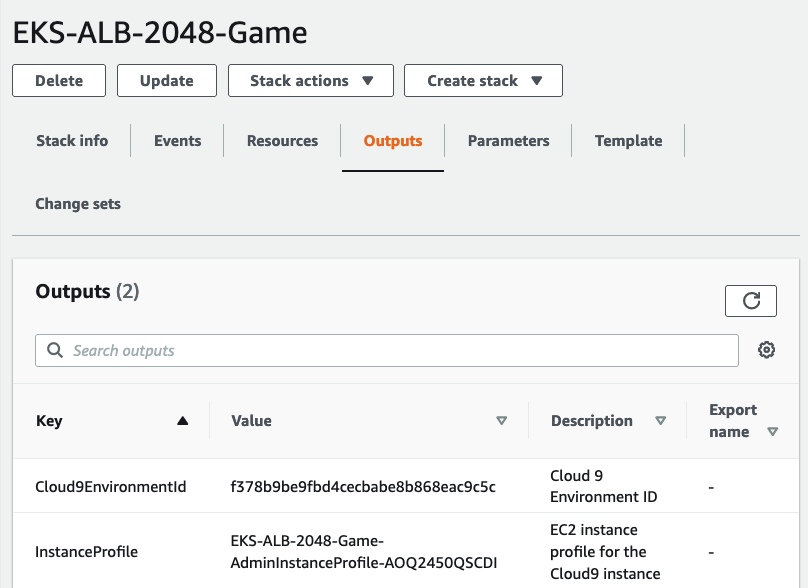 EKS-ALB-2048-Game
Delete
Update
Stack actions
Create stack
Stack info
Events
Resources
Outputs
Parameters
Template
Change sets
Outputs (2)
Search outputs
Key
Value
Description
Export
name
Cloud9EnvironmentId
f378b9be9fbd4cecbabe8b868eac9c5c
Cloud 9
Environment ID
-
InstanceProfile
EKS-ALB-2048-Game-
AdminInstanceProfile-AOQ2450QSCDI
EC2 instance
profile for the
Cloud9 instance
-